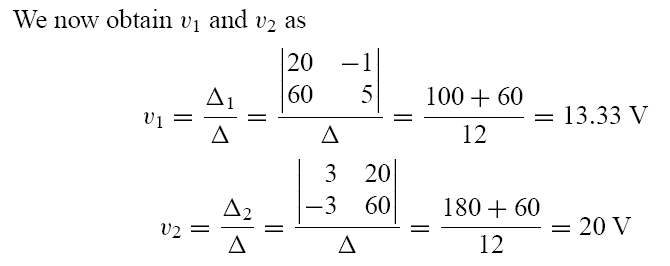 We now obtain v₁ and v₂ as
v₁ = Δ₁/Δ = |20 −1; 60 5|/Δ = (100 + 60)/12 = 13.33 V
v₂ = Δ₂/Δ = |3 20; −3 60|/Δ = (180 + 60)/12 = 20 V